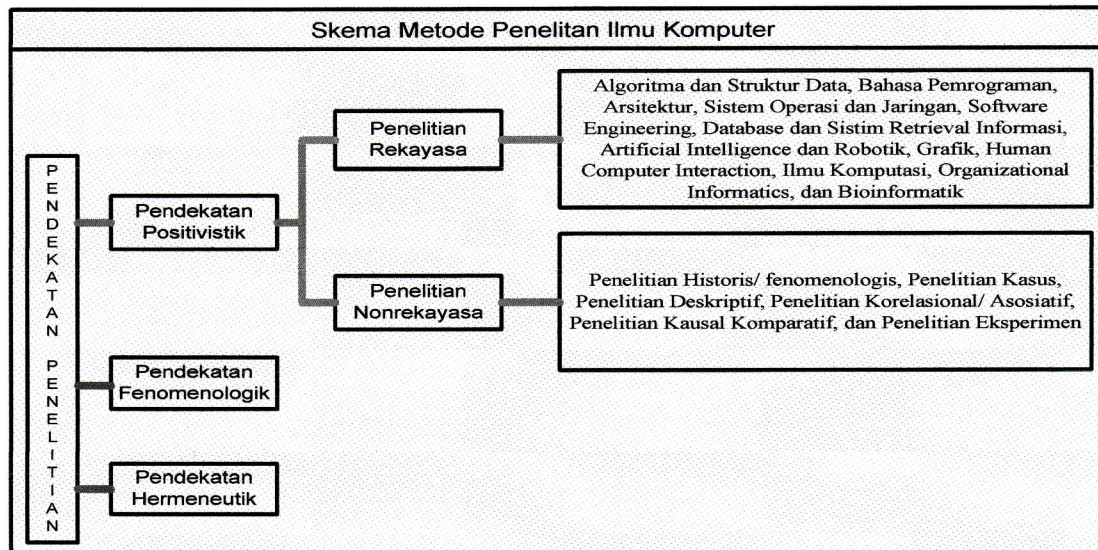 Skema Metode Penelitan Ilmu Komputer
PENDEKATAN PENELITIAN
Pendekatan
Positivistik
Penelitian
Rekayasa
Algoritma dan Struktur Data, Bahasa Pemrograman,
Arsitektur, Sistem Operasi dan Jaringan, Software
Engineering, Database dan Sistim Retrieval Informasi,
Artificial Intelligence dan Robotik, Grafik, Human
Computer Interaction, Ilmu Komputasi, Organizational
Informatics, dan Bioinformatik
Penelitian
Nonrekayasa
Penelitian Historis/ fenomenologis, Penelitian Kasus,
Penelitian Deskriptif, Penelitian Korelasional/ Asosiatif,
Penelitian Kausal Komparatif, dan Penelitian Eksperimen
Pendekatan
Fenomenologik
Pendekatan
Hermeneutik